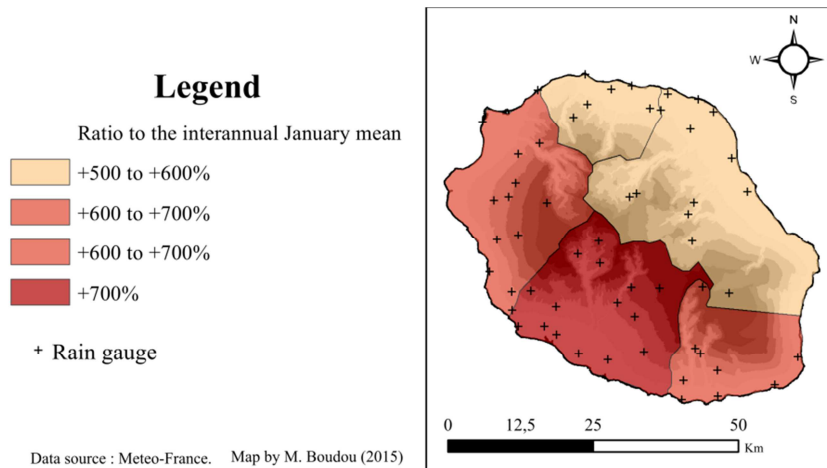 Legend
Ratio to the interannual January mean
+500 to +600%
+600 to +700%
+600 to +700%
+700%
+ Rain gauge
Data source : Meteo-France. Map by M. Boudou (2015)
N
W E
S
0 12,5 25 50
Km